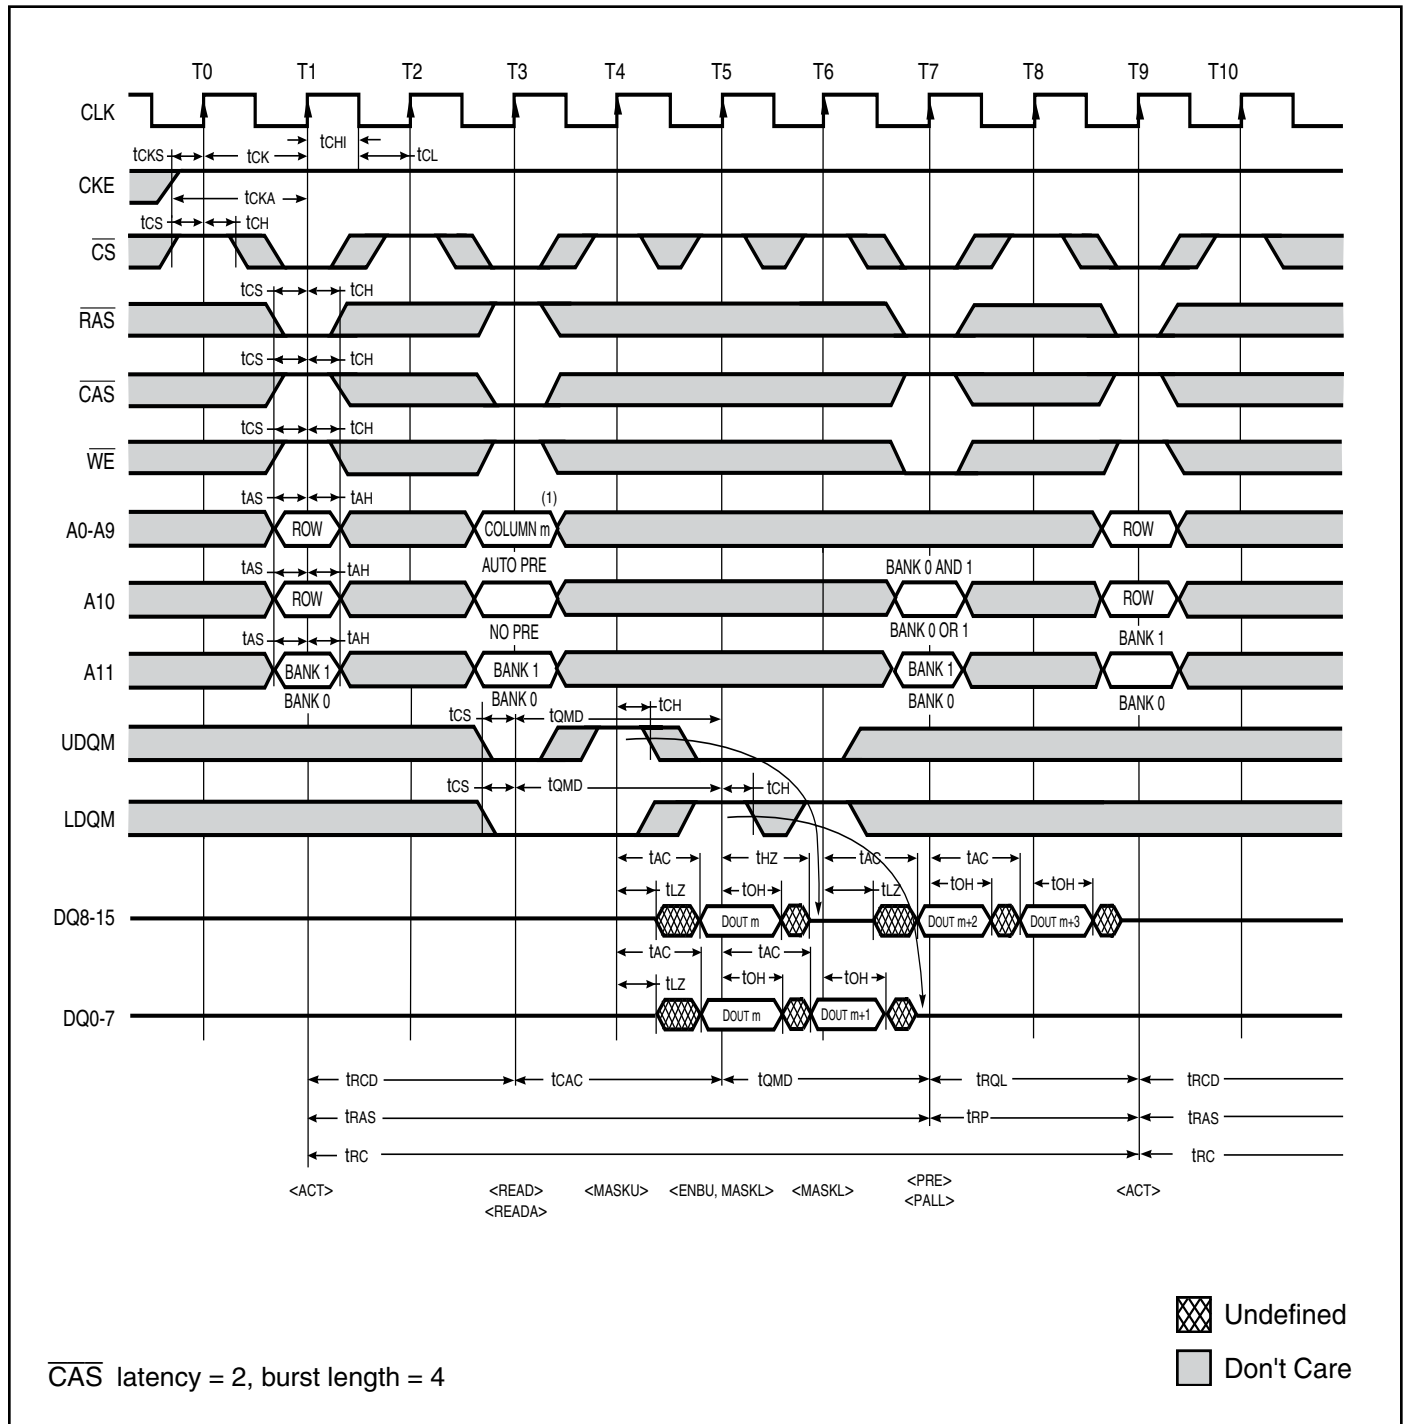 T0 T1 T2 T3 T4 T5 T6 T7 T8 T9 T10
CLK
tCHI
tCKS tCK tCL
CKE
tCKA
tCS tCH
CS
tCS tCH
RAS
tCS tCH
CAS
tCS tCH
WE
tAS tAH (1)
A0-A9 ROW COLUMN m ROW
tAS tAH AUTO PRE BANK 0 AND 1
A10 ROW ROW
tAS tAH NO PRE BANK 0 OR 1 BANK 1
A11 BANK 1 BANK 1 BANK 1
BANK 0 BANK 0 BANK 0 BANK 0
tCS tQMD tCH
UDQM
tCS tQMD tCH
LDQM
tAC tHZ tAC tAC
tLZ tOH tLZ tOH tOH
DQ8-15 DOUT m DOUT m+2 DOUT m+3
tAC tAC
tLZ tOH tOH
DQ0-7 DOUT m DOUT m+1
tRCD tCAC tQMD tRQL tRCD
tRAS tRP tRAS
tRC tRC
<ACT> <READ> <MASKU> <ENBU, MASKL> <MASKL> <PRE> <ACT>
<READA> <PALL>
Undefined
Don't Care
CAS latency = 2, burst length = 4